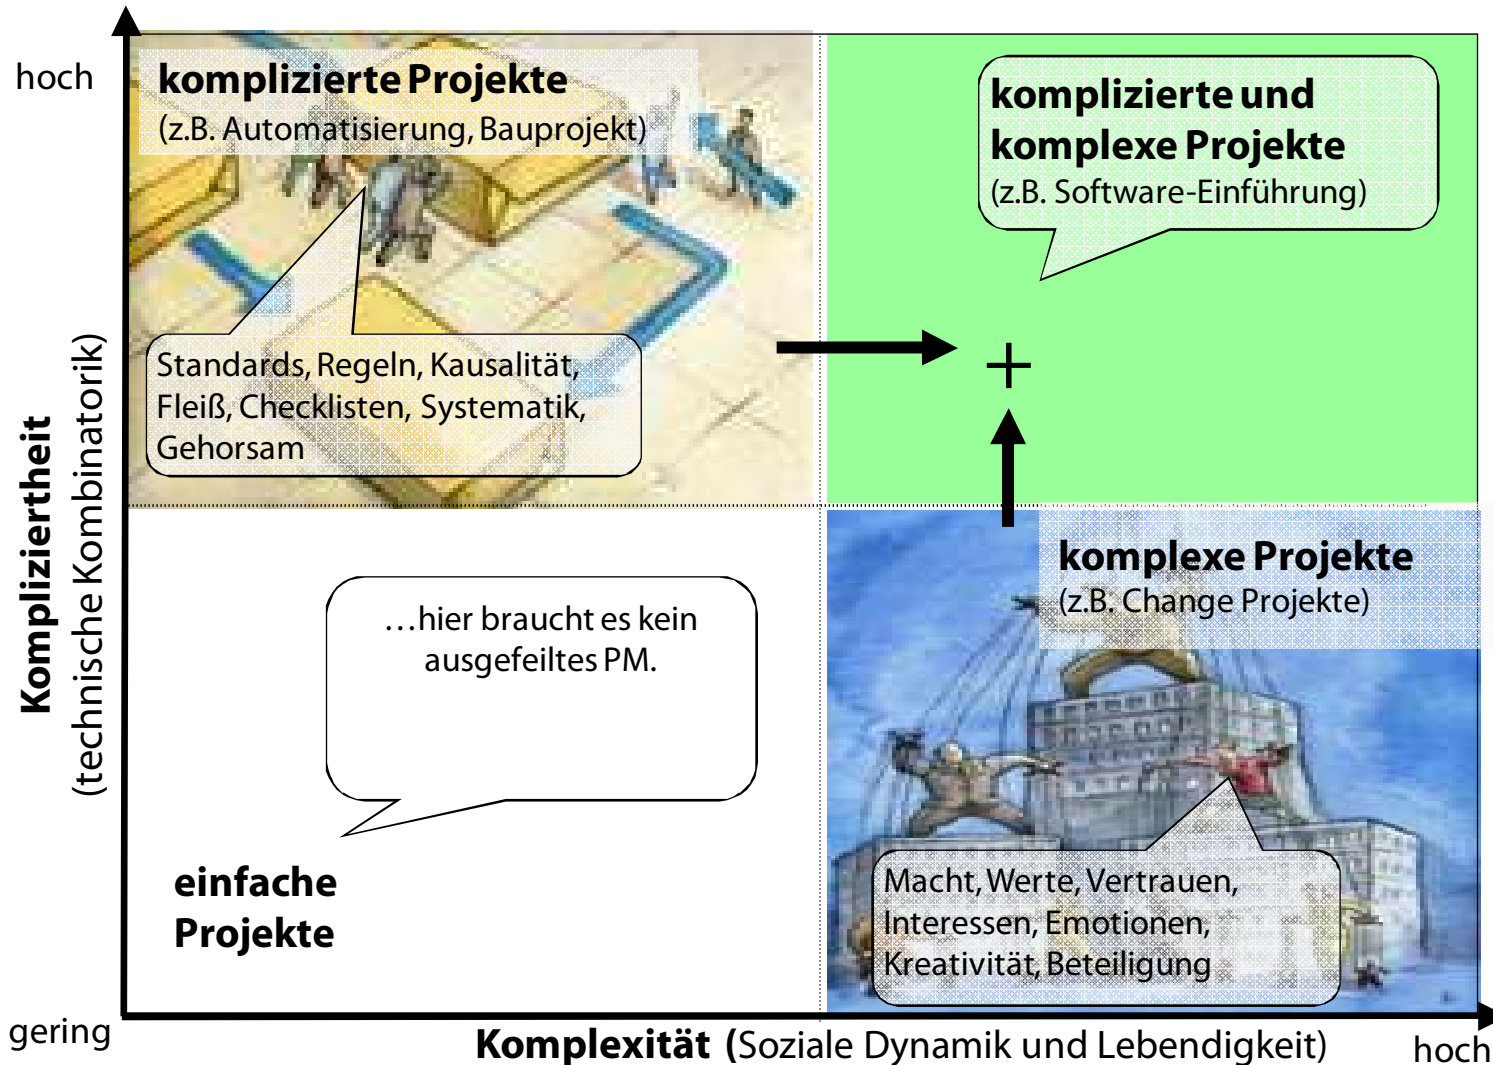 hoch
komplizierte Projekte
(z.B. Automatisierung, Bauprojekt)
komplizierte und
komplexe Projekte
(z.B. Software-Einführung)
Standards, Regeln, Kausalität,
Fleiß, Checklisten, Systematik,
Gehorsam
+
Kompliziertheit
(technische Kombinatorik)
…hier braucht es kein
ausgefeiltes PM.
einfache
Projekte
komplexe Projekte
(z.B. Change Projekte)
Macht, Werte, Vertrauen,
Interessen, Emotionen,
Kreativität, Beteiligung
gering
Komplexität (Soziale Dynamik und Lebendigkeit)
hoch